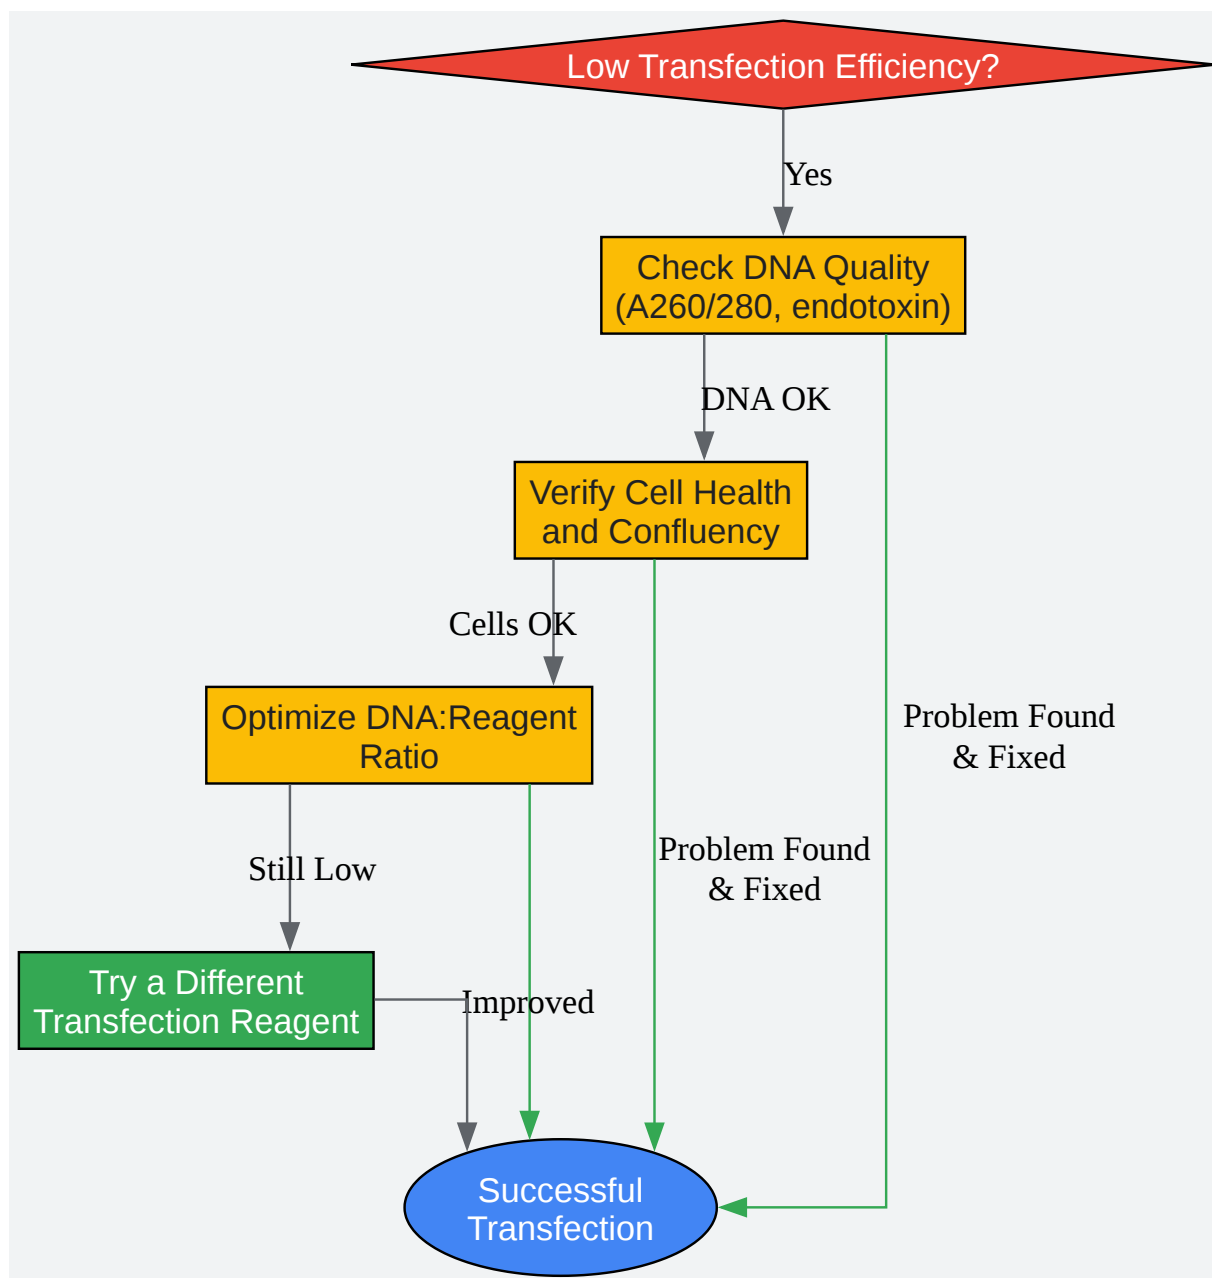 Low Transfection Efficiency?
Yes
Check DNA Quality
(A260/280, endotoxin)
DNA OK
Verify Cell Health
and Confluency
Cells OK
Optimize DNA:Reagent
Ratio
Problem Found
& Fixed
Still Low
Problem Found
& Fixed
Try a Different
Transfection Reagent
Improved
Successful
Transfection